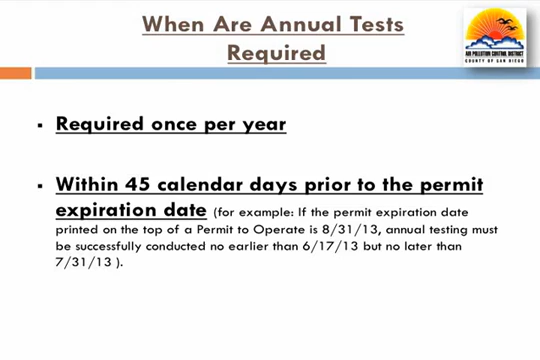 When Are Annual Tests
Required
AIR POLLUTION CONTROL DISTRICT
COUNTY OF SAN DIEGO
▪ Required once per year
▪ Within 45 calendar days prior to the permit
expiration date (for example: If the permit expiration date
printed on the top of a Permit to Operate is 8/31/13, annual testing must
be successfully conducted no earlier than 6/17/13 but no later than
7/31/13 ).